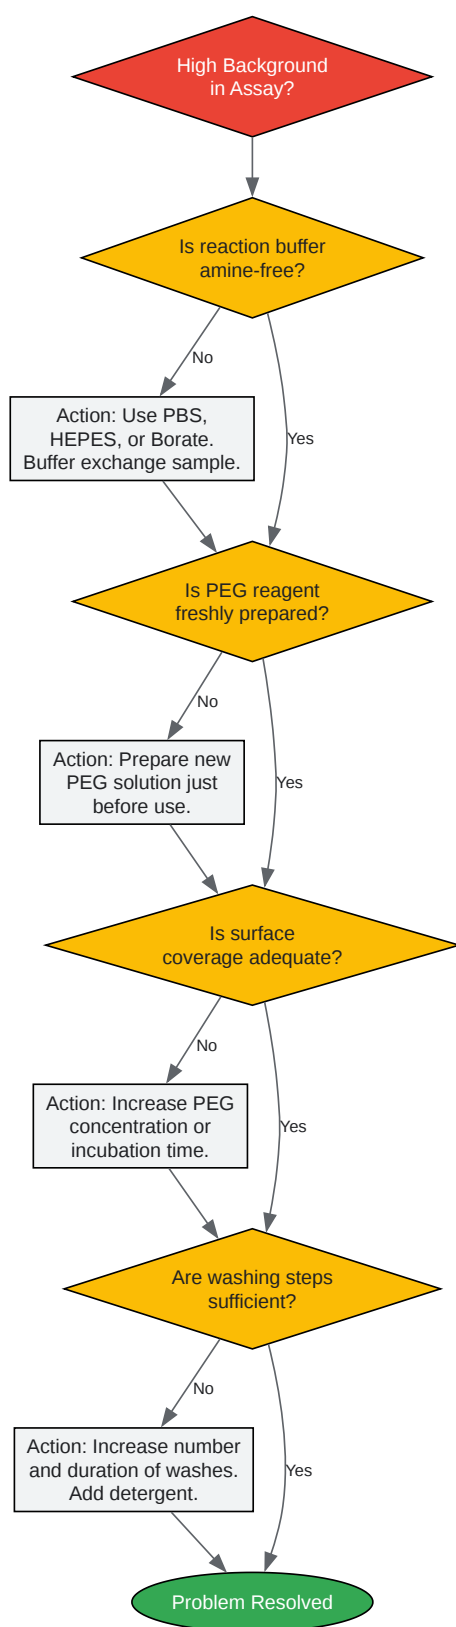 High Background
in Assay?
Is reaction buffer
amine-free?
No
Action: Use PBS,
HEPES, or Borate.
Buffer exchange sample.
Yes
Is PEG reagent
freshly prepared?
No
Action: Prepare new
PEG solution just
before use.
Yes
Is surface
coverage adequate?
No
Action: Increase PEG
concentration or
incubation time.
Yes
Are washing steps
sufficient?
No
Action: Increase number
and duration of washes.
Add detergent.
Yes
Problem Resolved